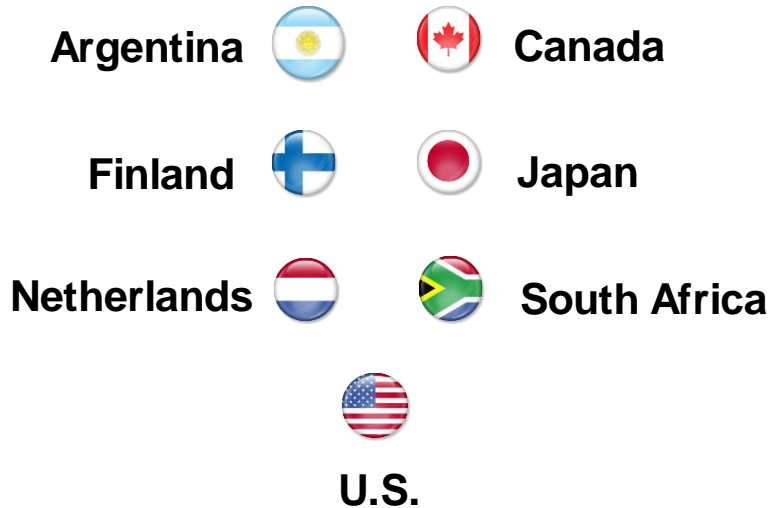 Argentina
Canada
Finland
Japan
Netherlands
South Africa
U.S.